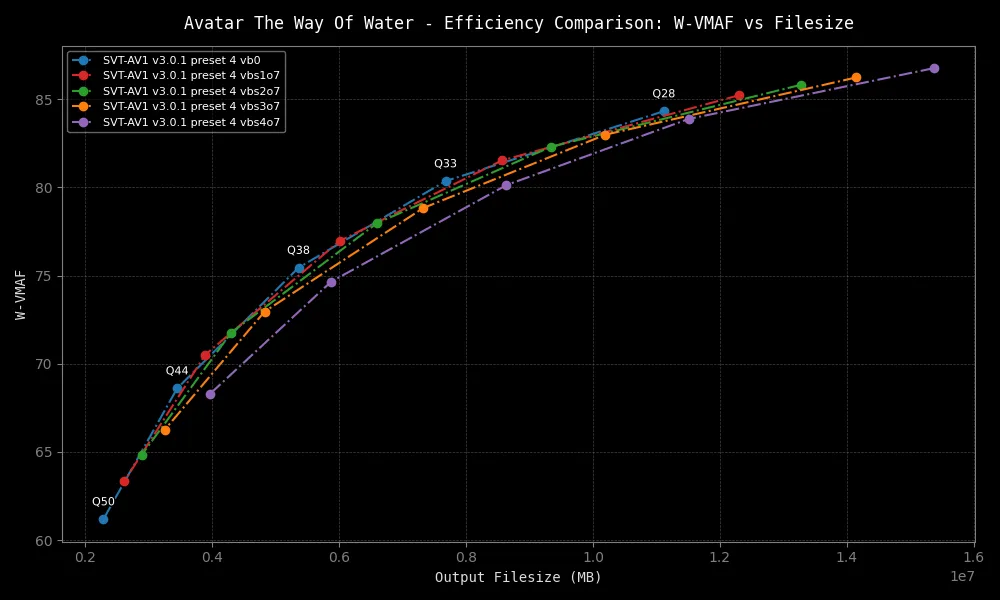 Avatar The Way Of Water - Efficiency Comparison: W-VMAF vs Filesize
SVT-AV1 v3.0.1 preset 4 vb0
SVT-AV1 v3.0.1 preset 4 vbs1o7
SVT-AV1 v3.0.1 preset 4 vbs2o7
SVT-AV1 v3.0.1 preset 4 vbs3o7
SVT-AV1 v3.0.1 preset 4 vbs4o7
Q28
Q33
Q38
Q44
Q50
W-VMAF
85
80
75
70
65
60
0.2 0.4 0.6 0.8 1.0 1.2 1.4 1.6
1e7
Output Filesize (MB)